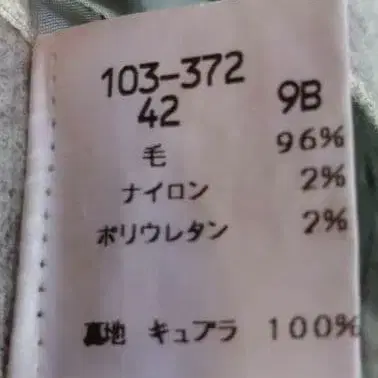 103-372
42 9B
毛 96%
ナイロン 2%
ポリウレタン 2%
裏地 キュプラ 100%